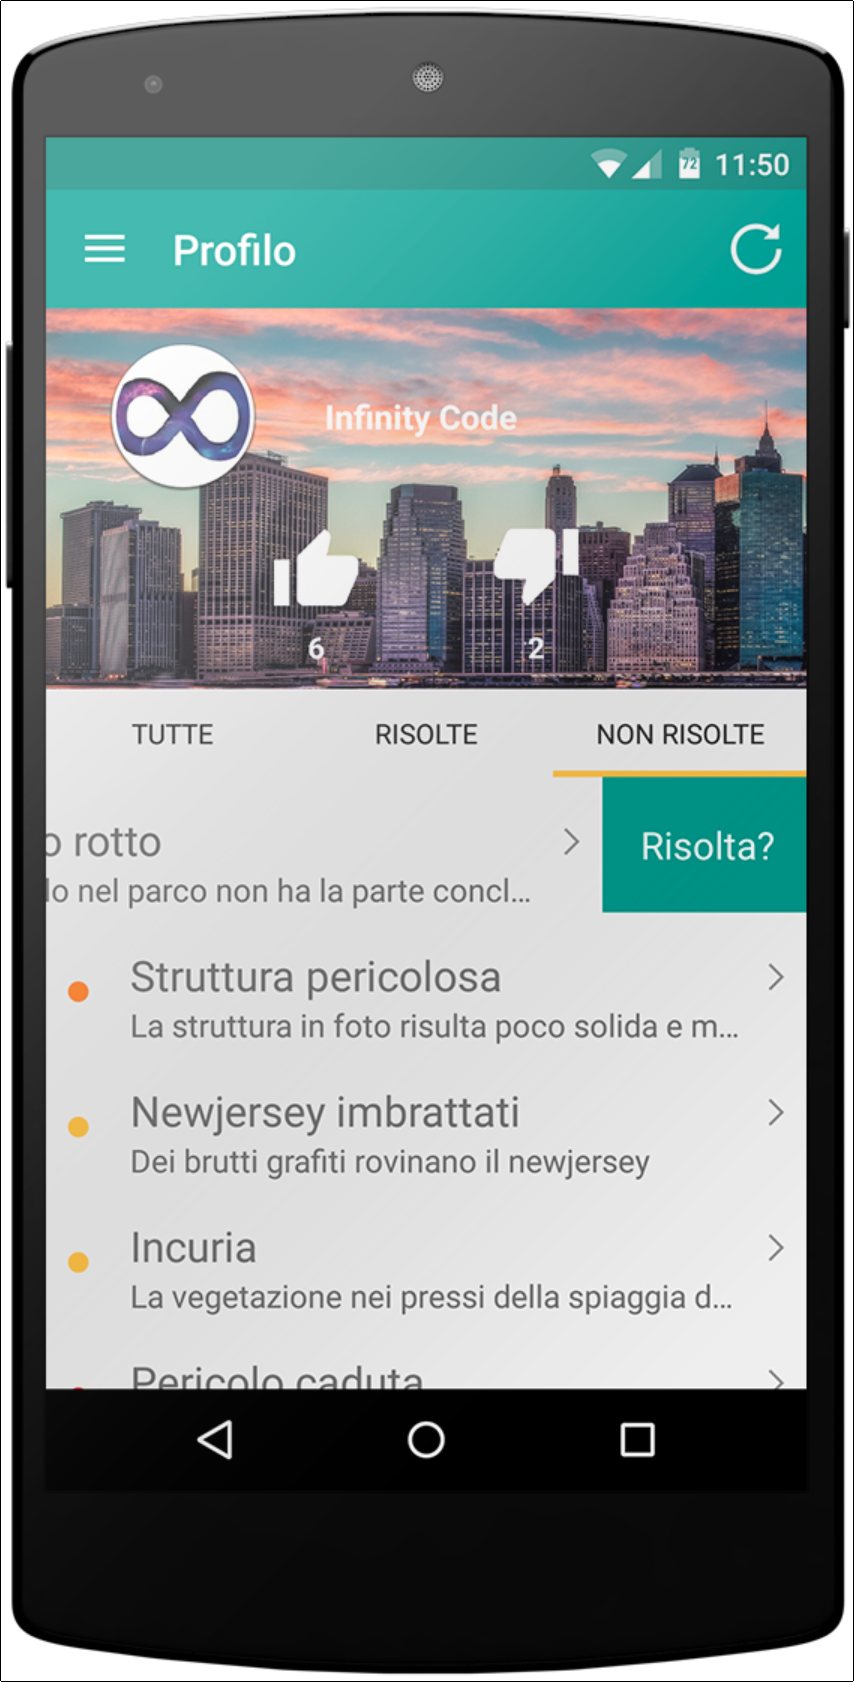 72 11:50
Profilo
Infinity Code
6 2
TUTTE RISOLTE NON RISOLTE
o rotto
Risolta?
lo nel parco non ha la parte concl...
Struttura pericolosa
La struttura in foto risulta poco solida e m...
Newjersey imbrattati
Dei brutti grafiti rovinano il newjersey
Incuria
La vegetazione nei pressi della spiaggia d...
Pericolo caduta